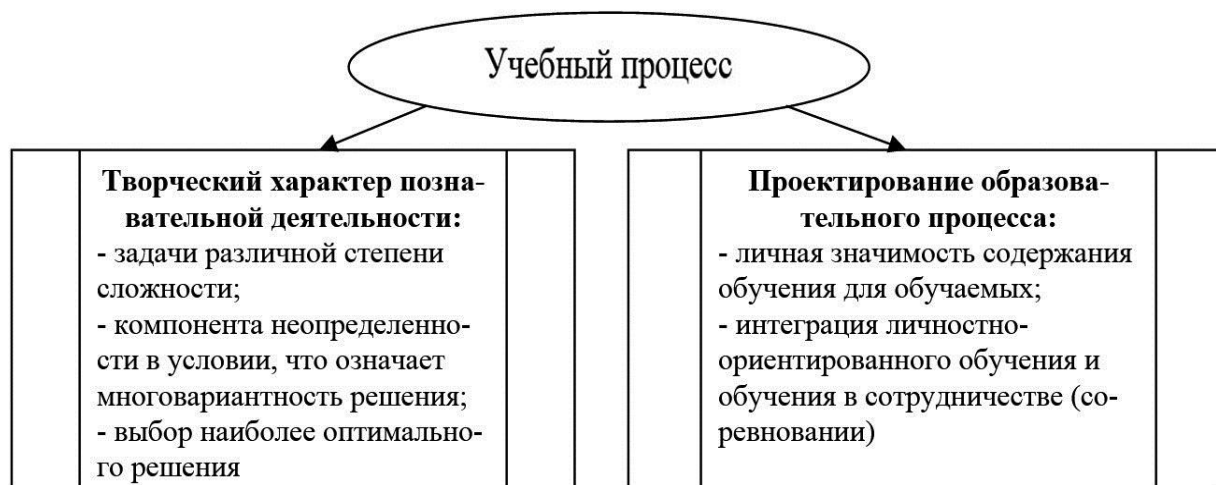 Учебный процесс
Творческий характер позна-
вательной деятельности:
- задачи различной степени
сложности;
- компонента неопределенно-
сти в условии, что означает
многовариантность решения;
- выбор наиболее оптимально-
го решения
Проектирование образова-
тельного процесса:
- личная значимость содержания
обучения для обучаемых;
- интеграция личностно-
ориентированного обучения и
обучения в сотрудничестве (со-
ревновании)